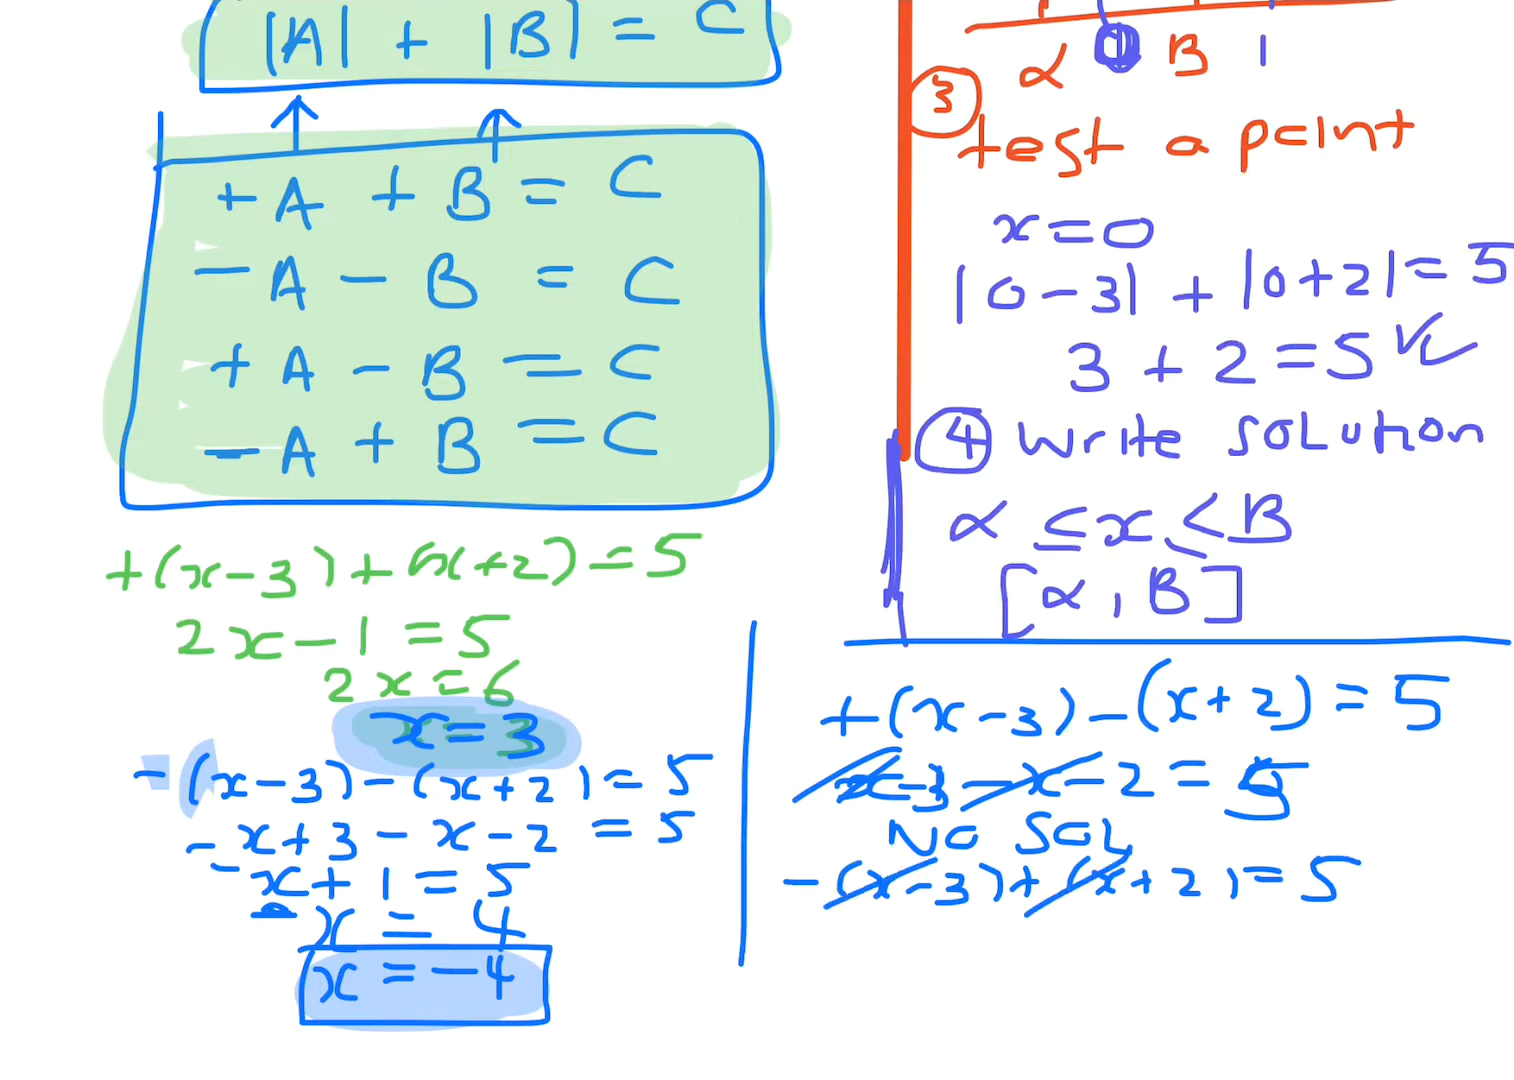 |A| + |B| = C
+ A + B = C
− A − B = C
+ A − B = C
− A + B = C
+(x−3)+(x+2)=5
2x−1=5
2x=6
x=3
−(x−3)−(x+2)=5
−x+3−x−2=5
−x+1=5
−x=4
x=−4
α B 1
③
test a point
x=0
|0−3| + |0+2|=5
3+2=5 ✓
④ write solution
α ≤ x ≤ B
[α, B]
+(x−3)−(x+2)=5
x−3−x−2=5
NO SOL
−(x−3)+(x+2)=5